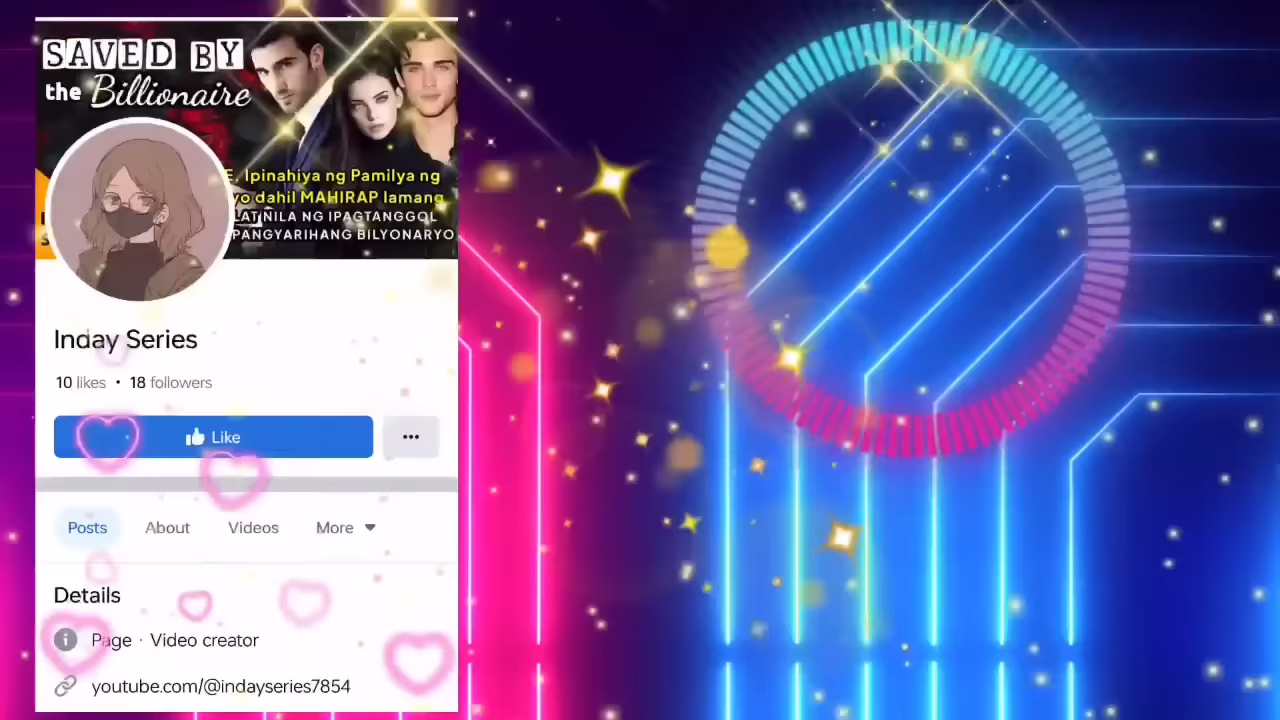 SAVED BY
the Billionaire
E, Ipinahiya ng Pamilya ng
yo dahil MAHIRAP lamang
LAT NILA NG IPAGTANGGOL
PANGYARIHANG BILYONARYO
Inday Series
10 likes • 18 followers
Like
Posts About Videos More
Details
Page · Video creator
youtube.com/@indayseries7854